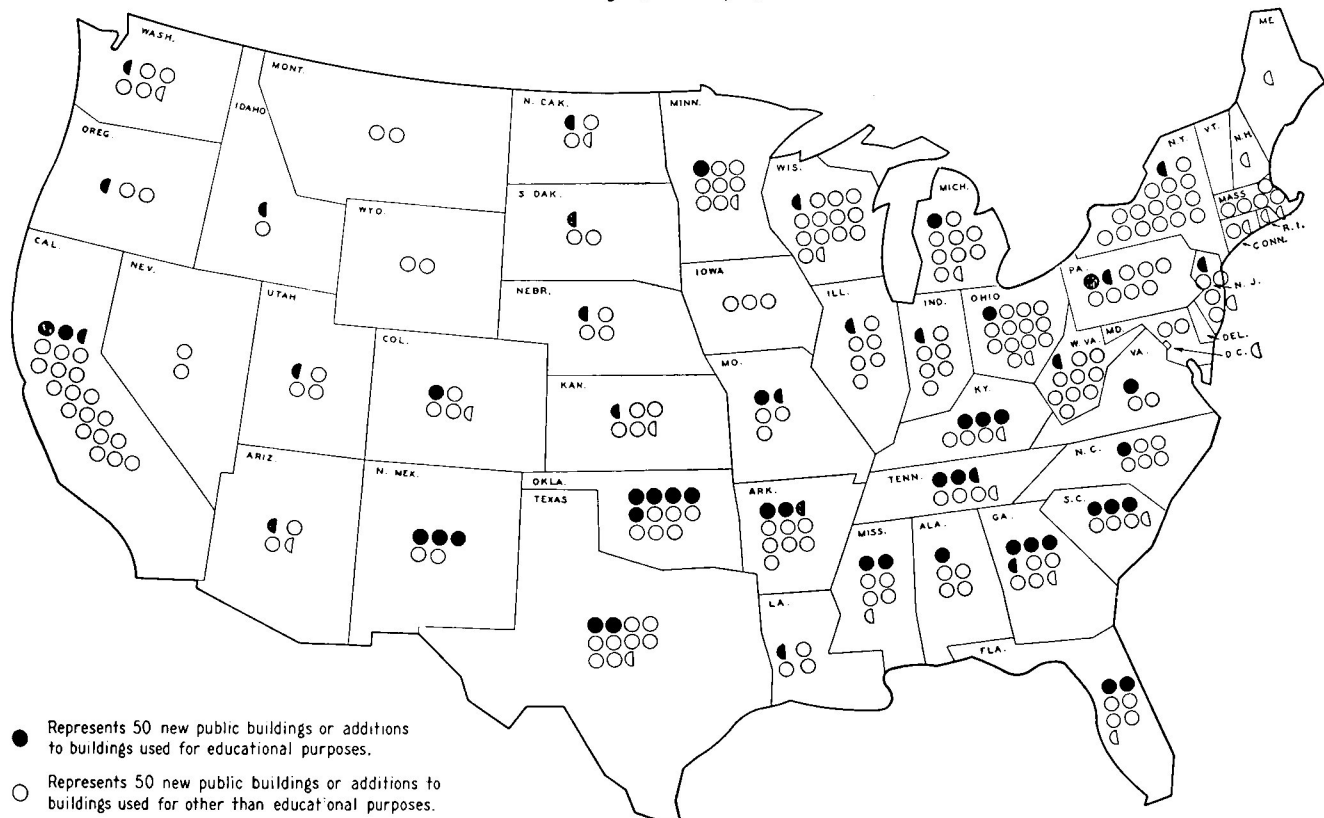 WASH.
MONT.
N. CAK.
MINN.
ME
IDAHO
OREG.
WIS.
MICH.
N.Y.
VT.
N.H.
S DAK.
MASS
WYO.
R.I.
CONN.
CAL.
NEV.
IOWA
PA.
UTAH
NEBR.
ILL.
IND.
OHIO
N. J.
COL.
MD.
DEL.
W. VA.
VA.
D C.
KAN.
MO.
KY.
ARIZ.
N. MEX.
OKLA.
TEXAS
ARK.
TENN.
N. C.
S.C.
MISS.
ALA.
GA.
LA.
FLA.
Represents 50 new public buildings or additions
to buildings used for educational purposes.
Represents 50 new public buildings or additions to
buildings used for other than educational purposes.